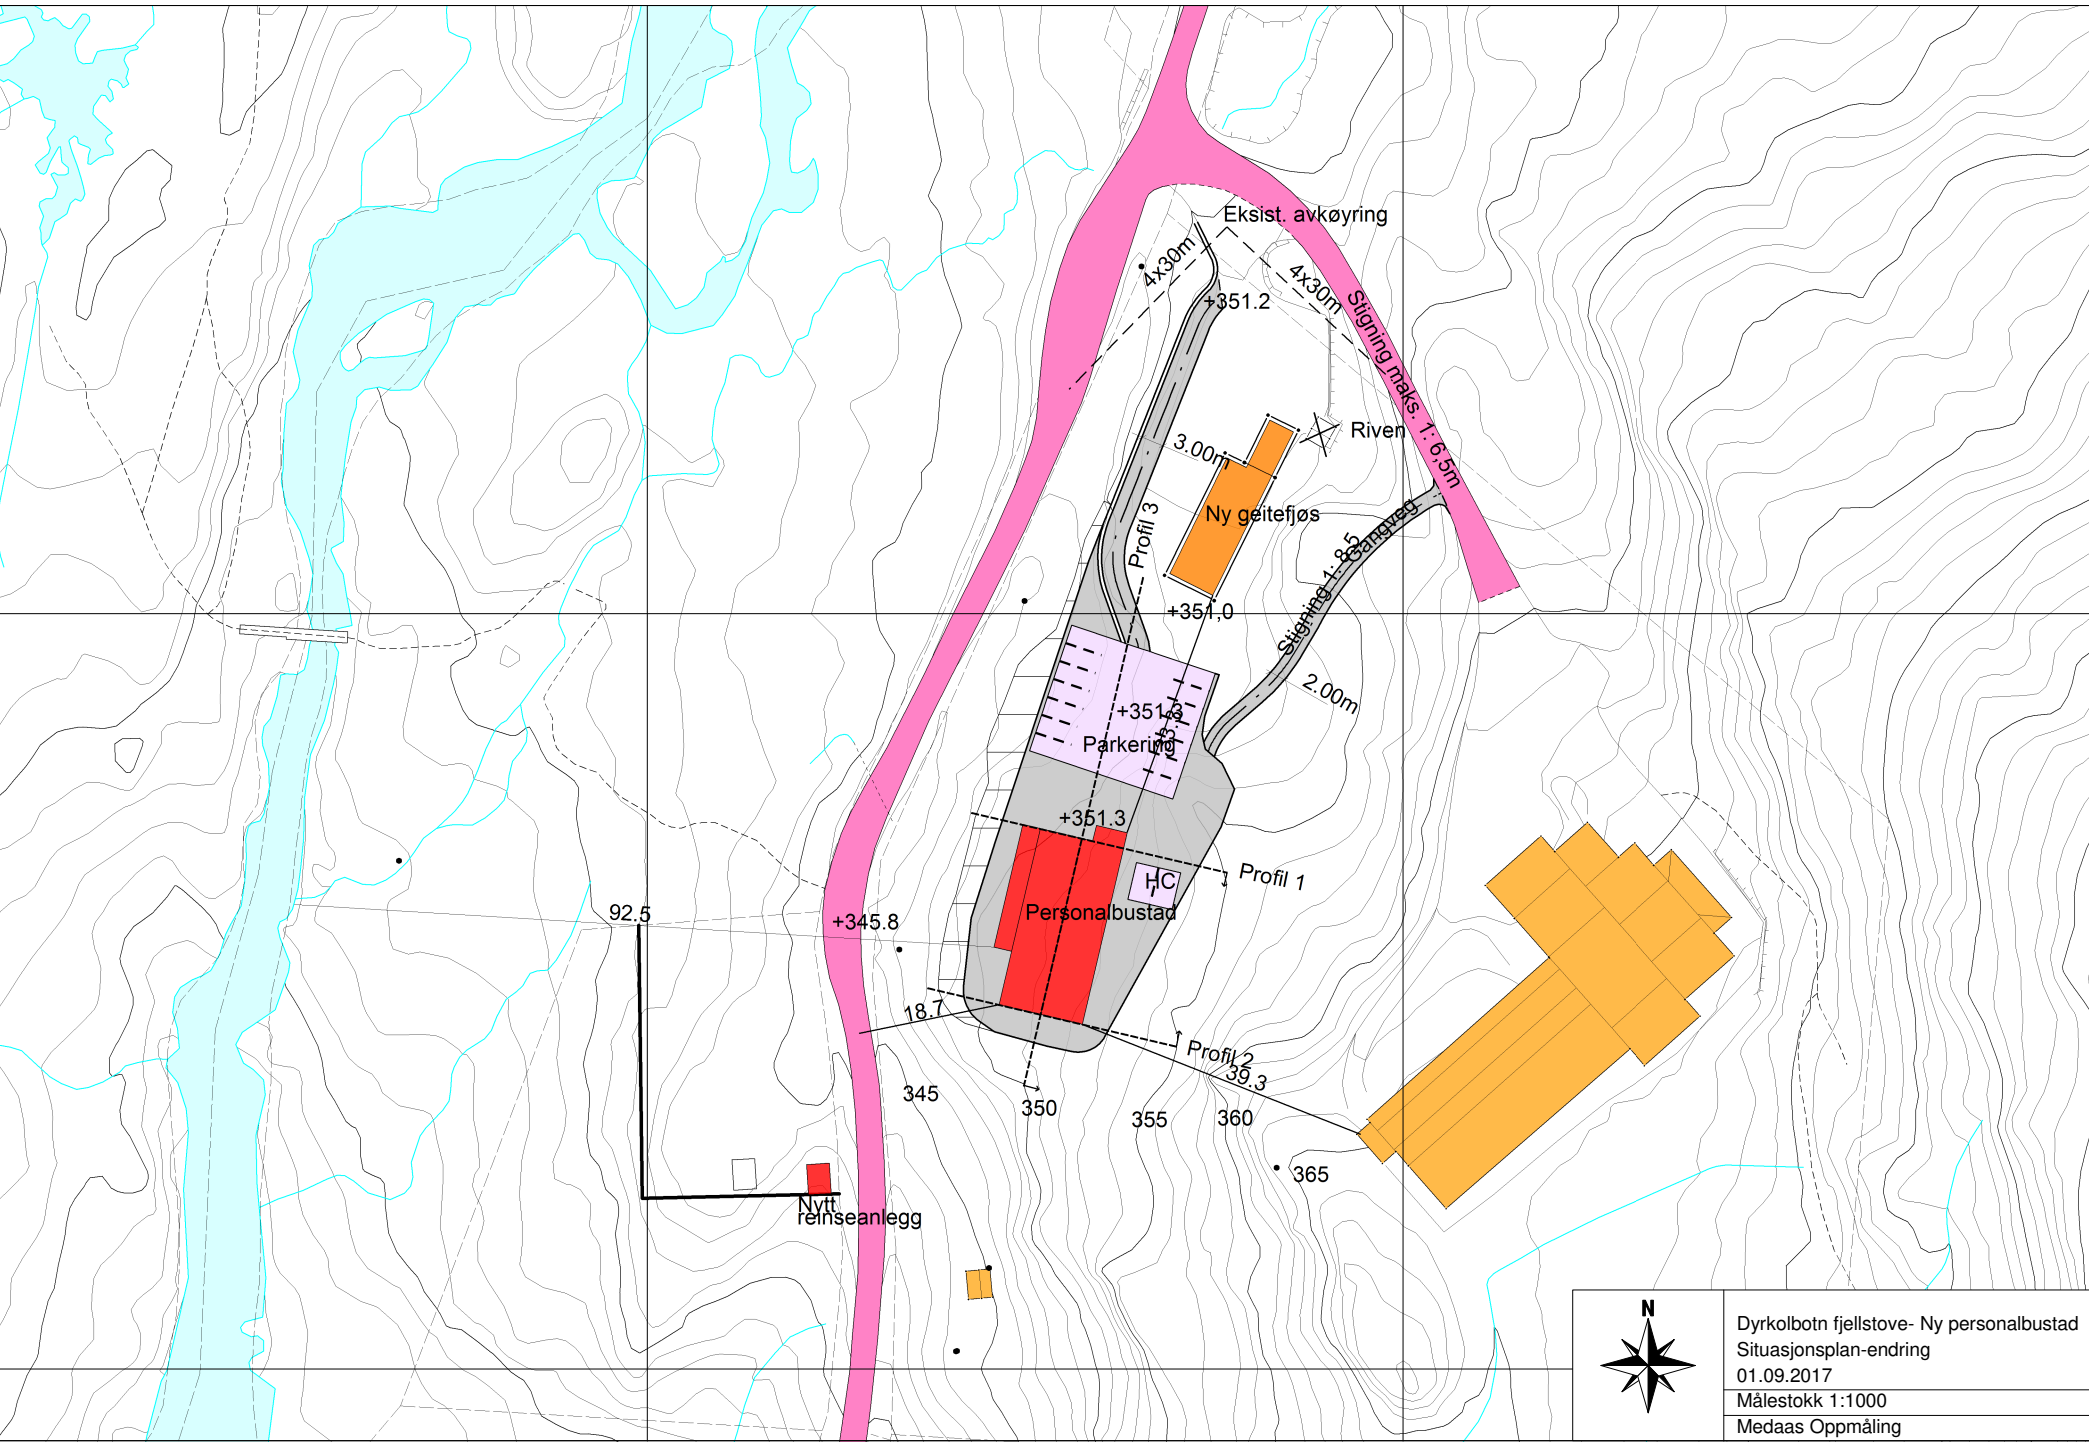 Eksist. avkøyring
4x30m
4x30m
+351.2
Stigning maks. 1: 6,5m
Riven
3.00m
Profil 3
Ny geitefjøs
Gangveg
Stigning 1: 8,5
+351,0
2.00m
+351.3
Parkering
+351.3
Profil 1
HC
Personalbustad
92.5
+345.8
18.7
Profil 2
39.3
345
350
355
360
365
Nytt
reinseanlegg
N
Dyrkolbotn fjellstove- Ny personalbustad
Situasjonsplan-endring
01.09.2017
Målestokk 1:1000
Medaas Oppmåling